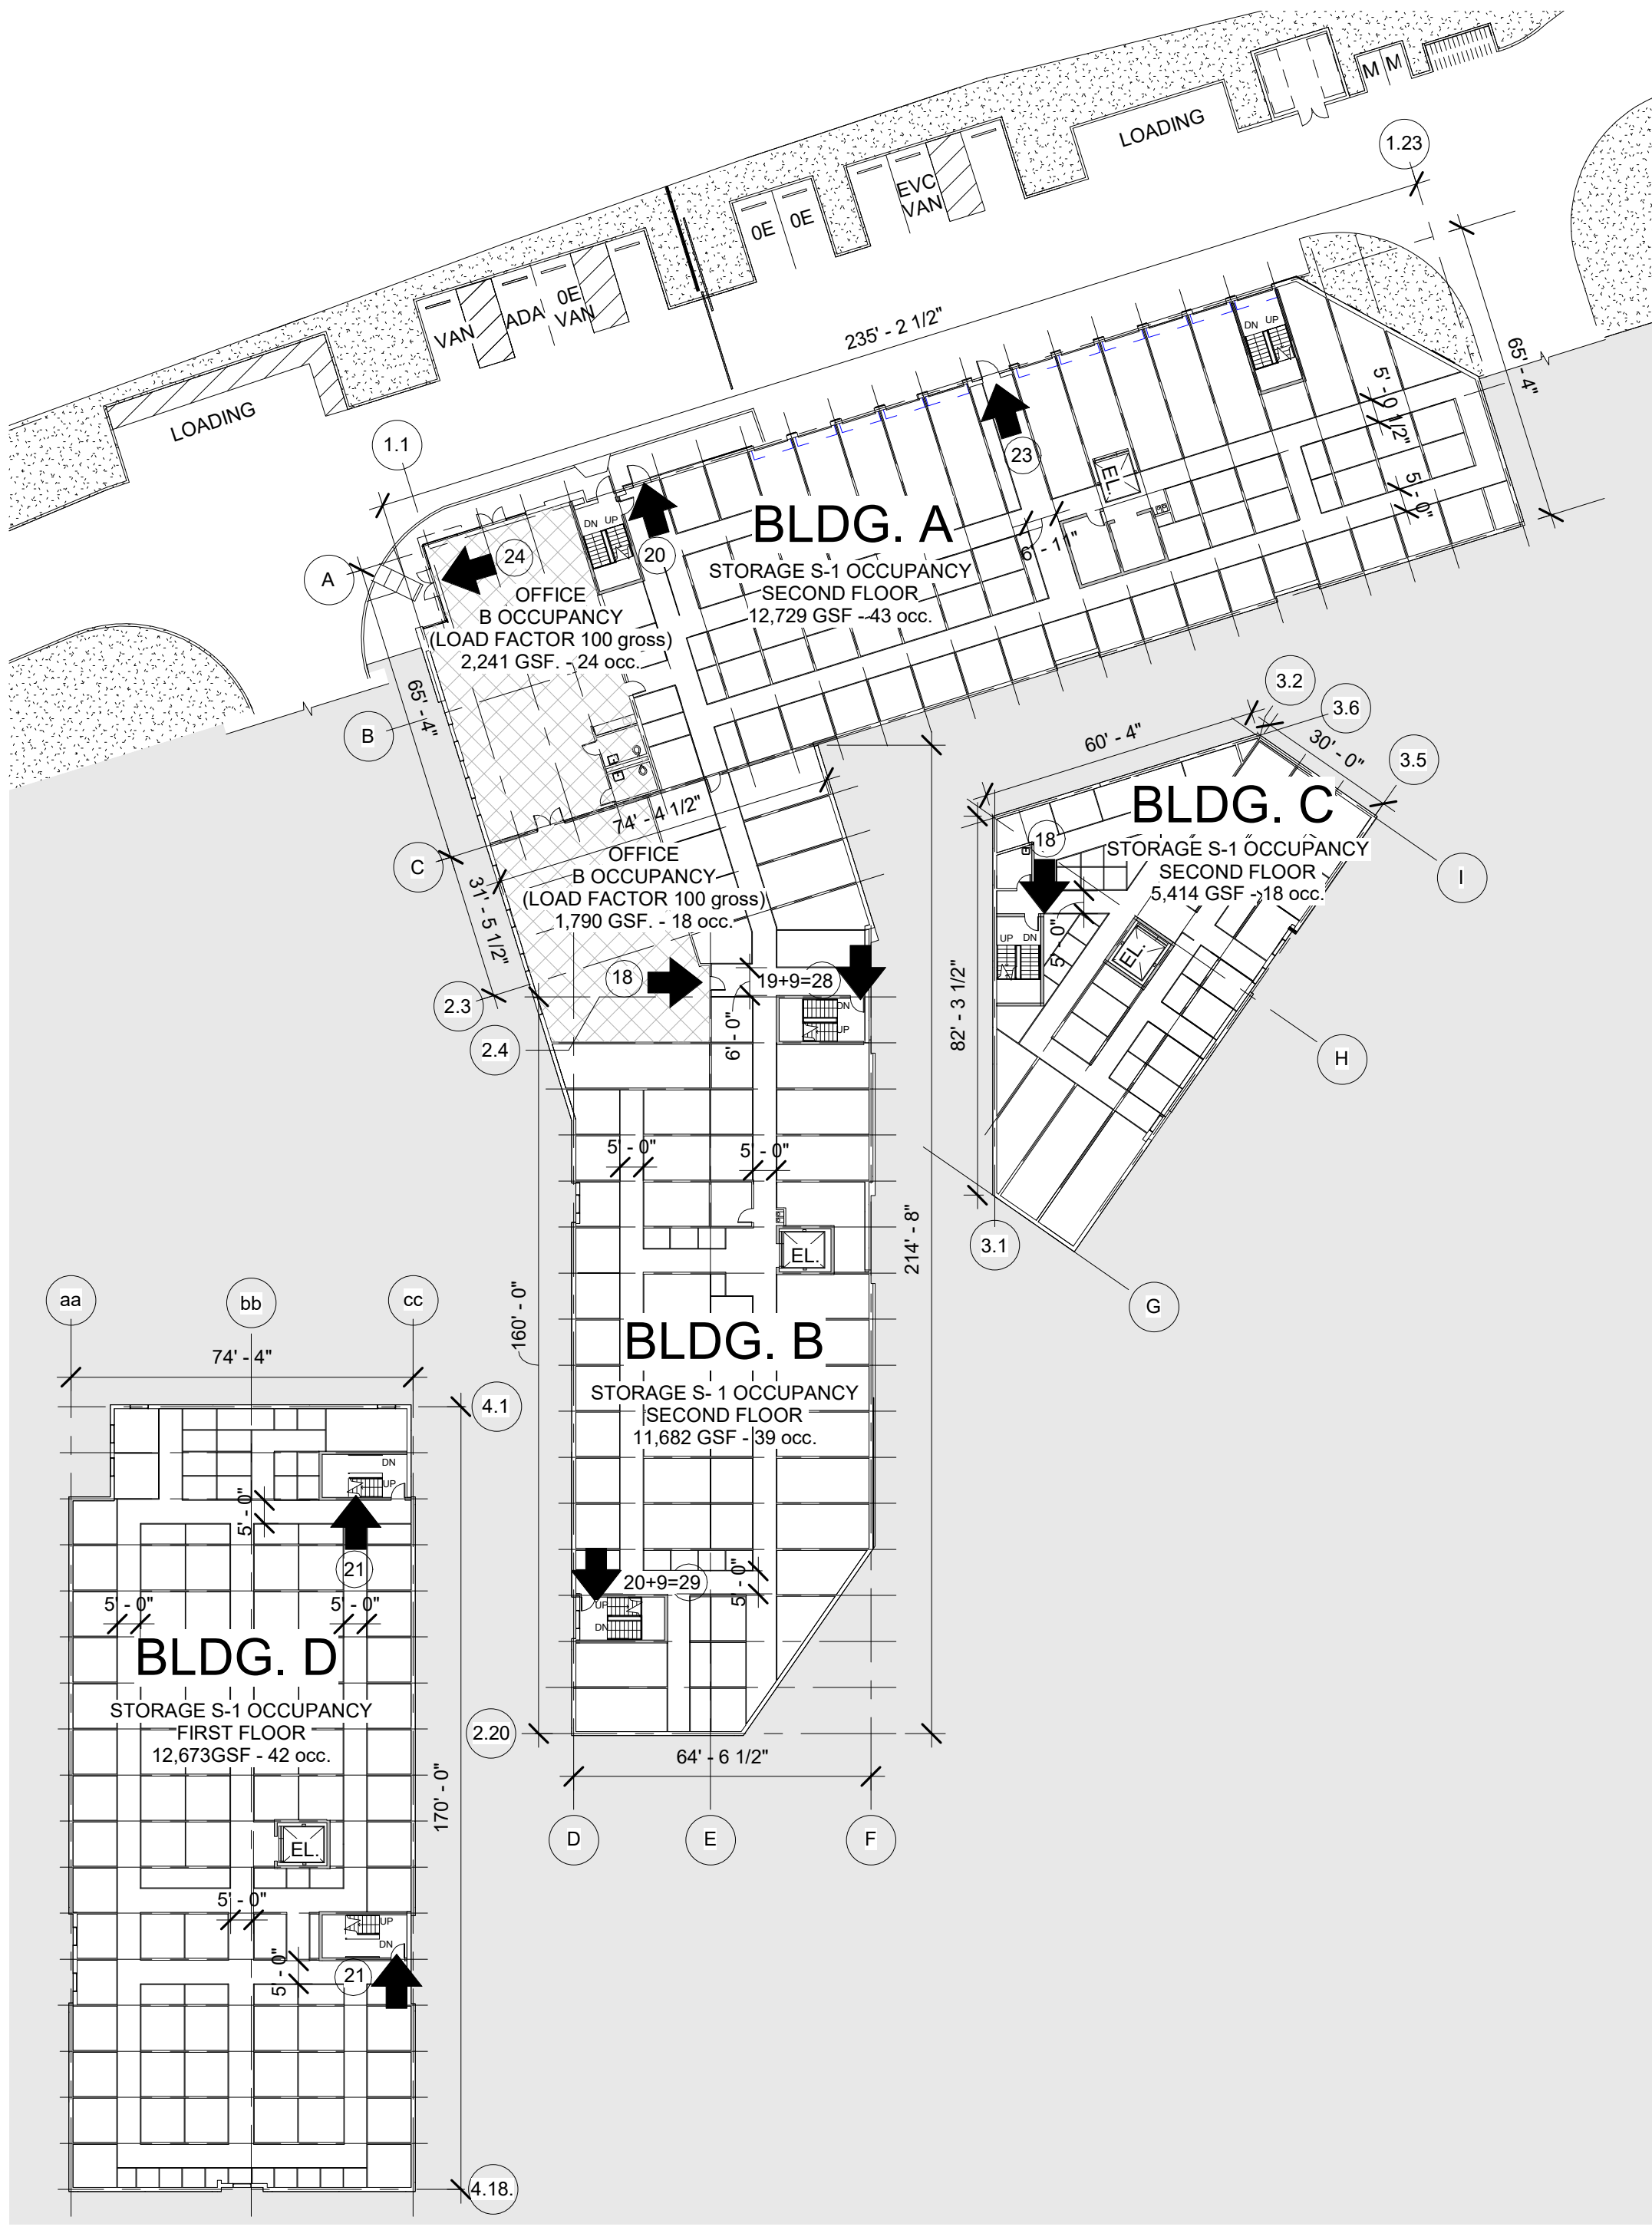 M M
LOADING
1.23
EVC
VAN
0E 0E
0E
VAN
ADA
VAN
235' - 2 1/2"
LOADING
65' - 4"
DN UP
5' - 0 1/2"
1.1
23
EL.
5' - 0"
BLDG. A
DN UP
6' - 11"
24
20
A
STORAGE S-1 OCCUPANCY
SECOND FLOOR
12,729 GSF - 43 occ.
OFFICE
B OCCUPANCY
(LOAD FACTOR 100 gross)
2,241 GSF. - 24 occ.
65' - 4"
B
3.2
3.6
60' - 4"
30' - 0"
3.5
BLDG. C
74' - 4 1/2"
18
STORAGE S-1 OCCUPANCY
SECOND FLOOR
5,414 GSF - 18 occ.
C
OFFICE
B OCCUPANCY
(LOAD FACTOR 100 gross)
1,790 GSF. - 18 occ.
I
31' - 5 1/2"
UP DN
5' - 0"
EL.
18
19+9=28
2.3
DN
UP
6' - 0"
82' - 3 1/2"
2.4
H
5' - 0"
5' - 0"
214' - 8"
EL.
3.1
G
aa
bb
cc
160' - 0"
74' - 4"
BLDG. B
STORAGE S- 1 OCCUPANCY
SECOND FLOOR
11,682 GSF - 39 occ.
4.1
DN
UP
5' - 0"
21
20+9=29
5' - 0"
UP
DN
5' - 0"
5' - 0"
BLDG. D
STORAGE S-1 OCCUPANCY
FIRST FLOOR
12,673GSF - 42 occ.
2.20
64' - 6 1/2"
170' - 0"
D
E
F
EL.
5' - 0"
UP
DN
5' - 0"
21
4.18.